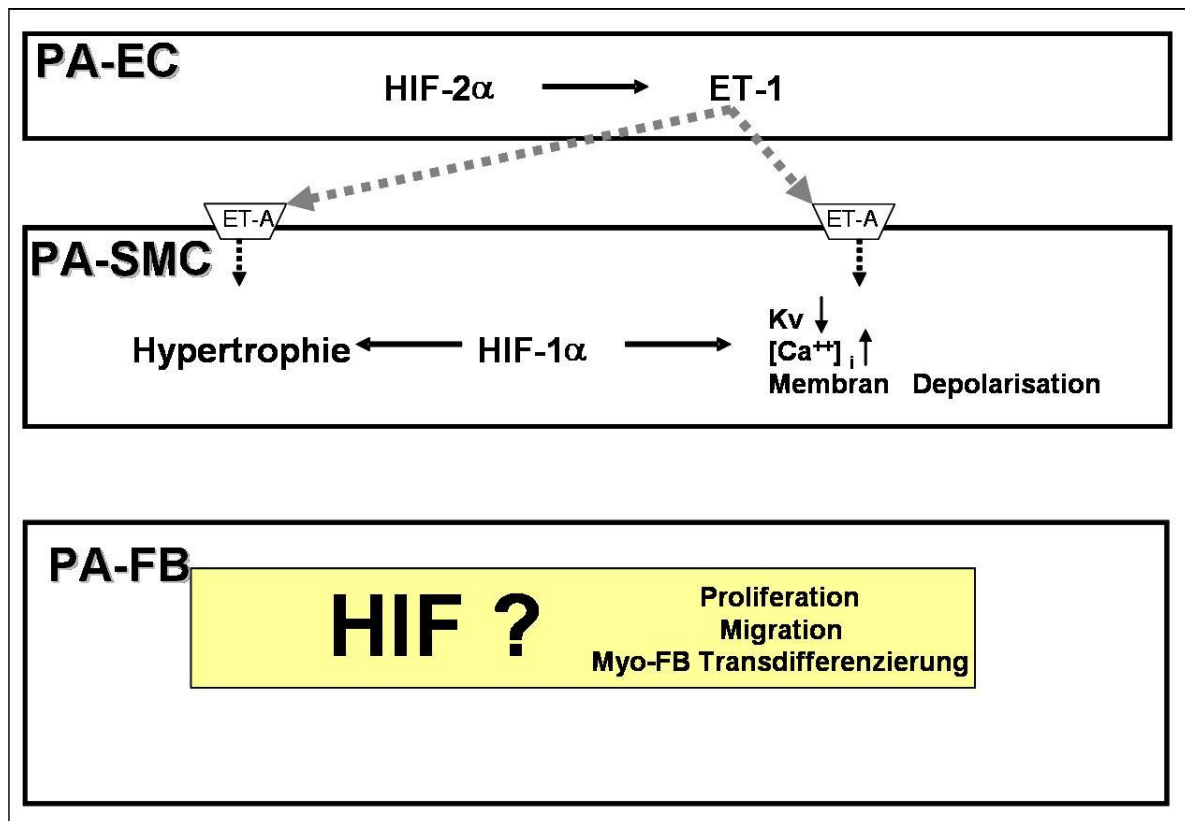 PA-EC
HIF-2α ET-1
ET-A ET-A
PA-SMC
Hypertrophie HIF-1α
Kv
[Ca⁺⁺] i
Membran Depolarisation
PA-FB
HIF ?
Proliferation
Migration
Myo-FB Transdifferenzierung